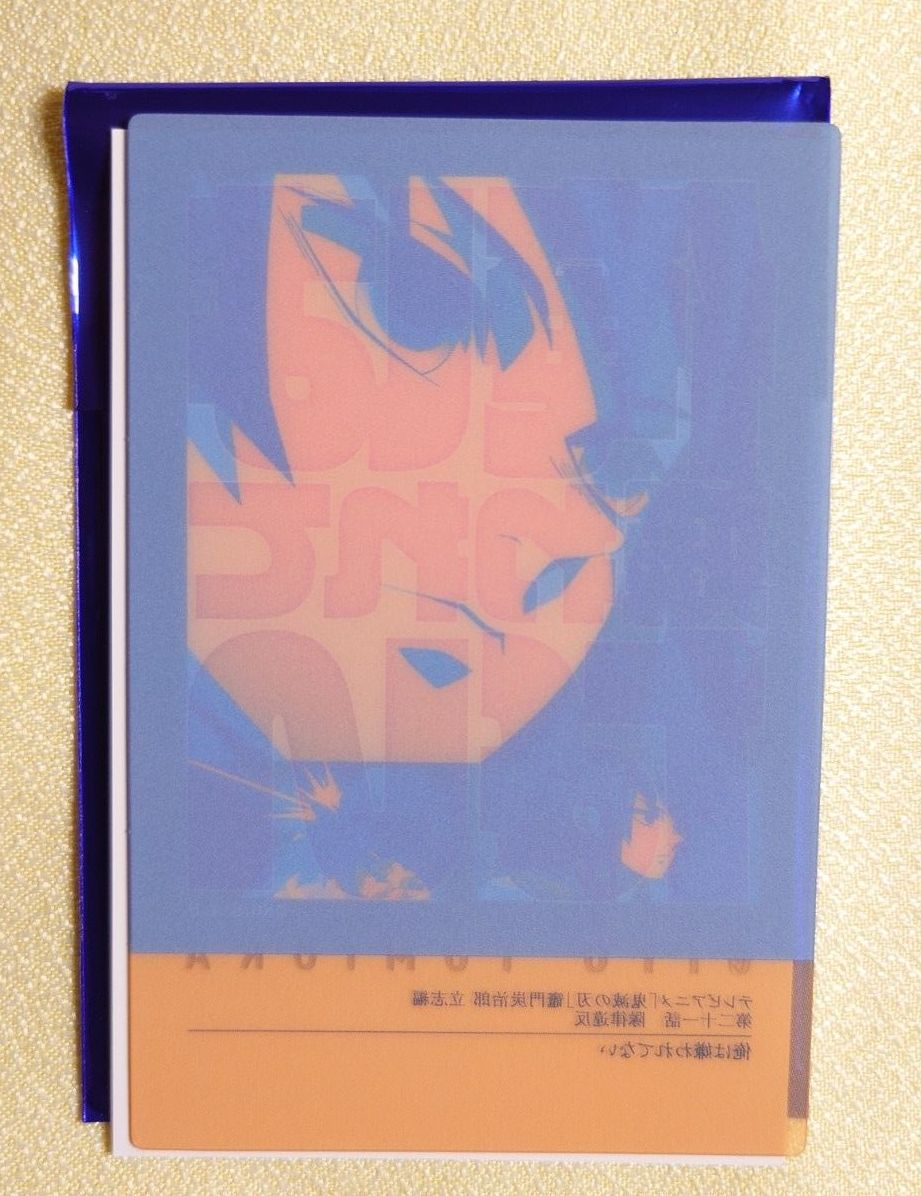 GIYU TOMIOKA
テレビアニメ「鬼滅の刃」竈門炭治郎 立志編
第二十一話 隊律違反
俺は嫌われてない